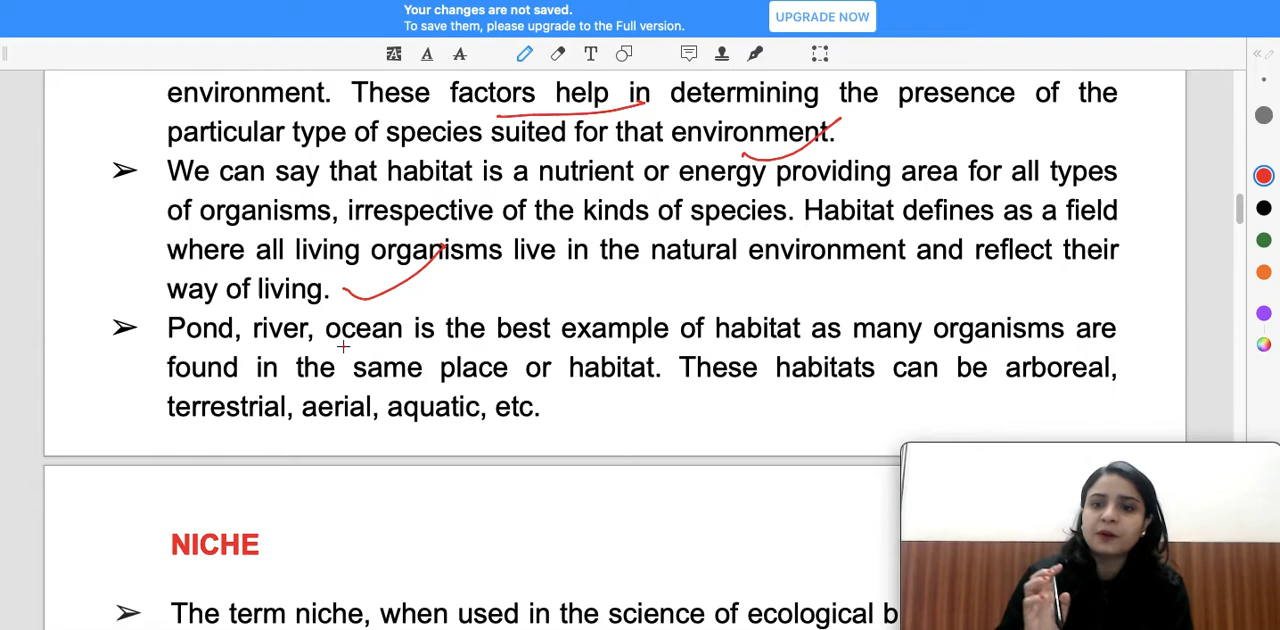 Your changes are not saved.
To save them, please upgrade to the Full version.
UPGRADE NOW
environment. These factors help in determining the presence of the
particular type of species suited for that environment.
➢ We can say that habitat is a nutrient or energy providing area for all types
of organisms, irrespective of the kinds of species. Habitat defines as a field
where all living organisms live in the natural environment and reflect their
way of living.
➢ Pond, river, ocean is the best example of habitat as many organisms are
found in the same place or habitat. These habitats can be arboreal,
terrestrial, aerial, aquatic, etc.
NICHE
➢ The term niche, when used in the science of ecological